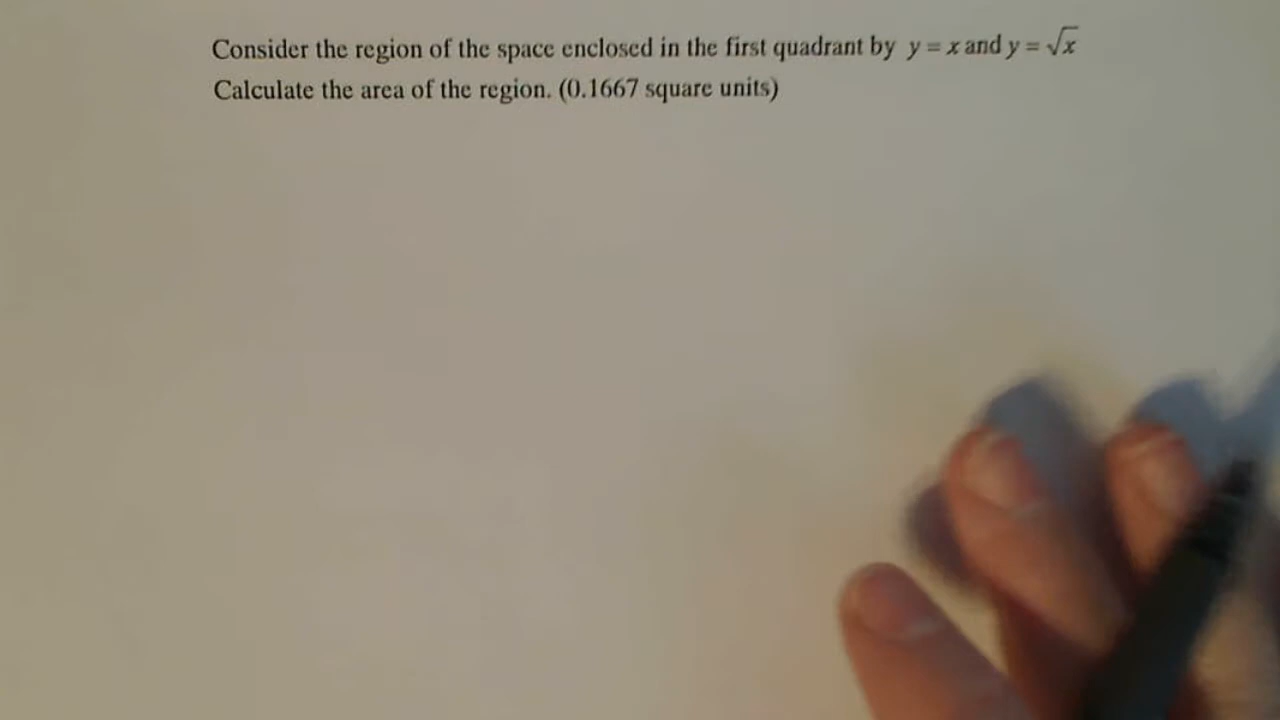 Consider the region of the space enclosed in the first quadrant by y = x and y = √x
Calculate the area of the region. (0.1667 square units)